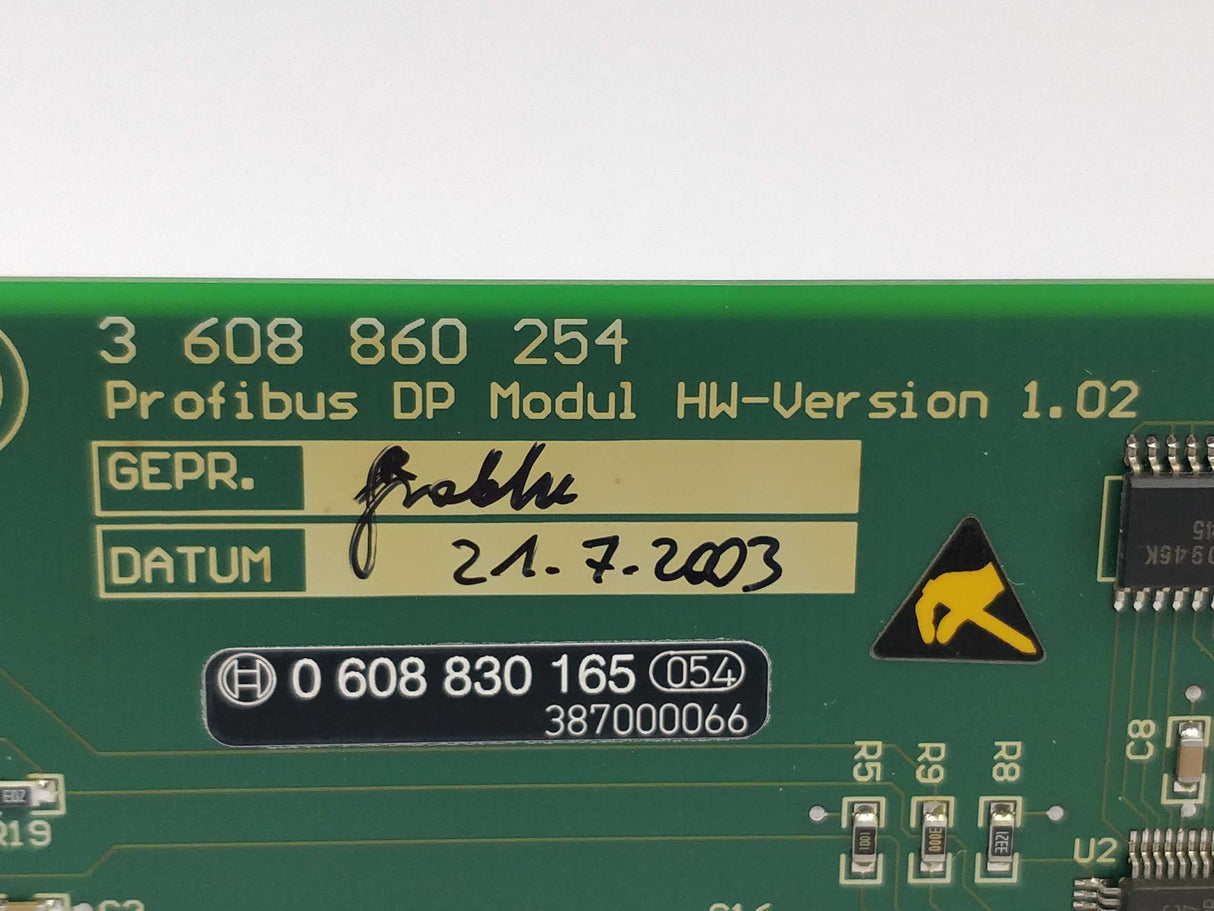 3 608 860 254
Profibus DP Modul HW-Version 1.02
GEPR.
DATUM 21.7.2003
0 608 830 165 054
387000066
R5 R9 R8
C8
R19
U2
1001